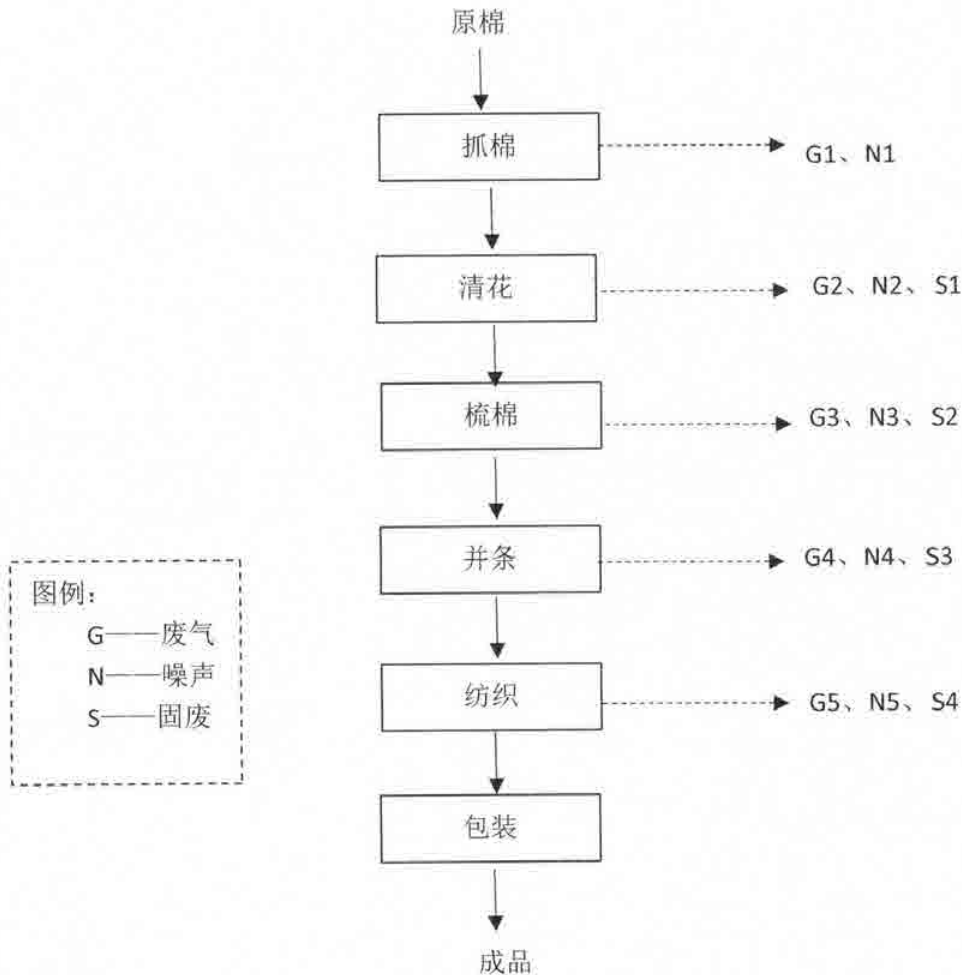 原棉
抓棉
G1、N1
清花
G2、N2、S1
梳棉
G3、N3、S2
并条
G4、N4、S3
图例：
G——废气
N——噪声
S——固废
纺织
G5、N5、S4
包装
成品